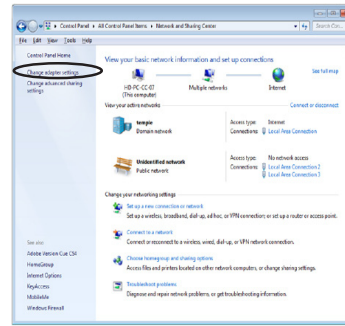 Control Panel ▸ All Control Panel Items ▸ Network and Sharing Center
File Edit View Tools Help
Control Panel Home
Change adapter settings
Change advanced sharing
settings
View your basic network information and set up connections
See full map
HD-PC-CC-07
(This computer)
Multiple networks
Internet
View your active networks
Connect or disconnect
temple
Domain network
Access type: Internet
Connections: Local Area Connection
Unidentified network
Public network
Access type: No network access
Connections: Local Area Connection 2
Local Area Connection 3
Change your networking settings
Set up a new connection or network
Set up a wireless, broadband, dial-up, ad hoc, or VPN connection; or set up a router or access point.
Connect to a network
Connect or reconnect to a wireless, wired, dial-up, or VPN network connection.
Choose homegroup and sharing options
Access files and printers located on other network computers, or change sharing settings.
Troubleshoot problems
Diagnose and repair network problems, or get troubleshooting information.
See also
Adobe Version Cue CS4
HomeGroup
Internet Options
KeyAccess
MobileMe
Windows Firewall